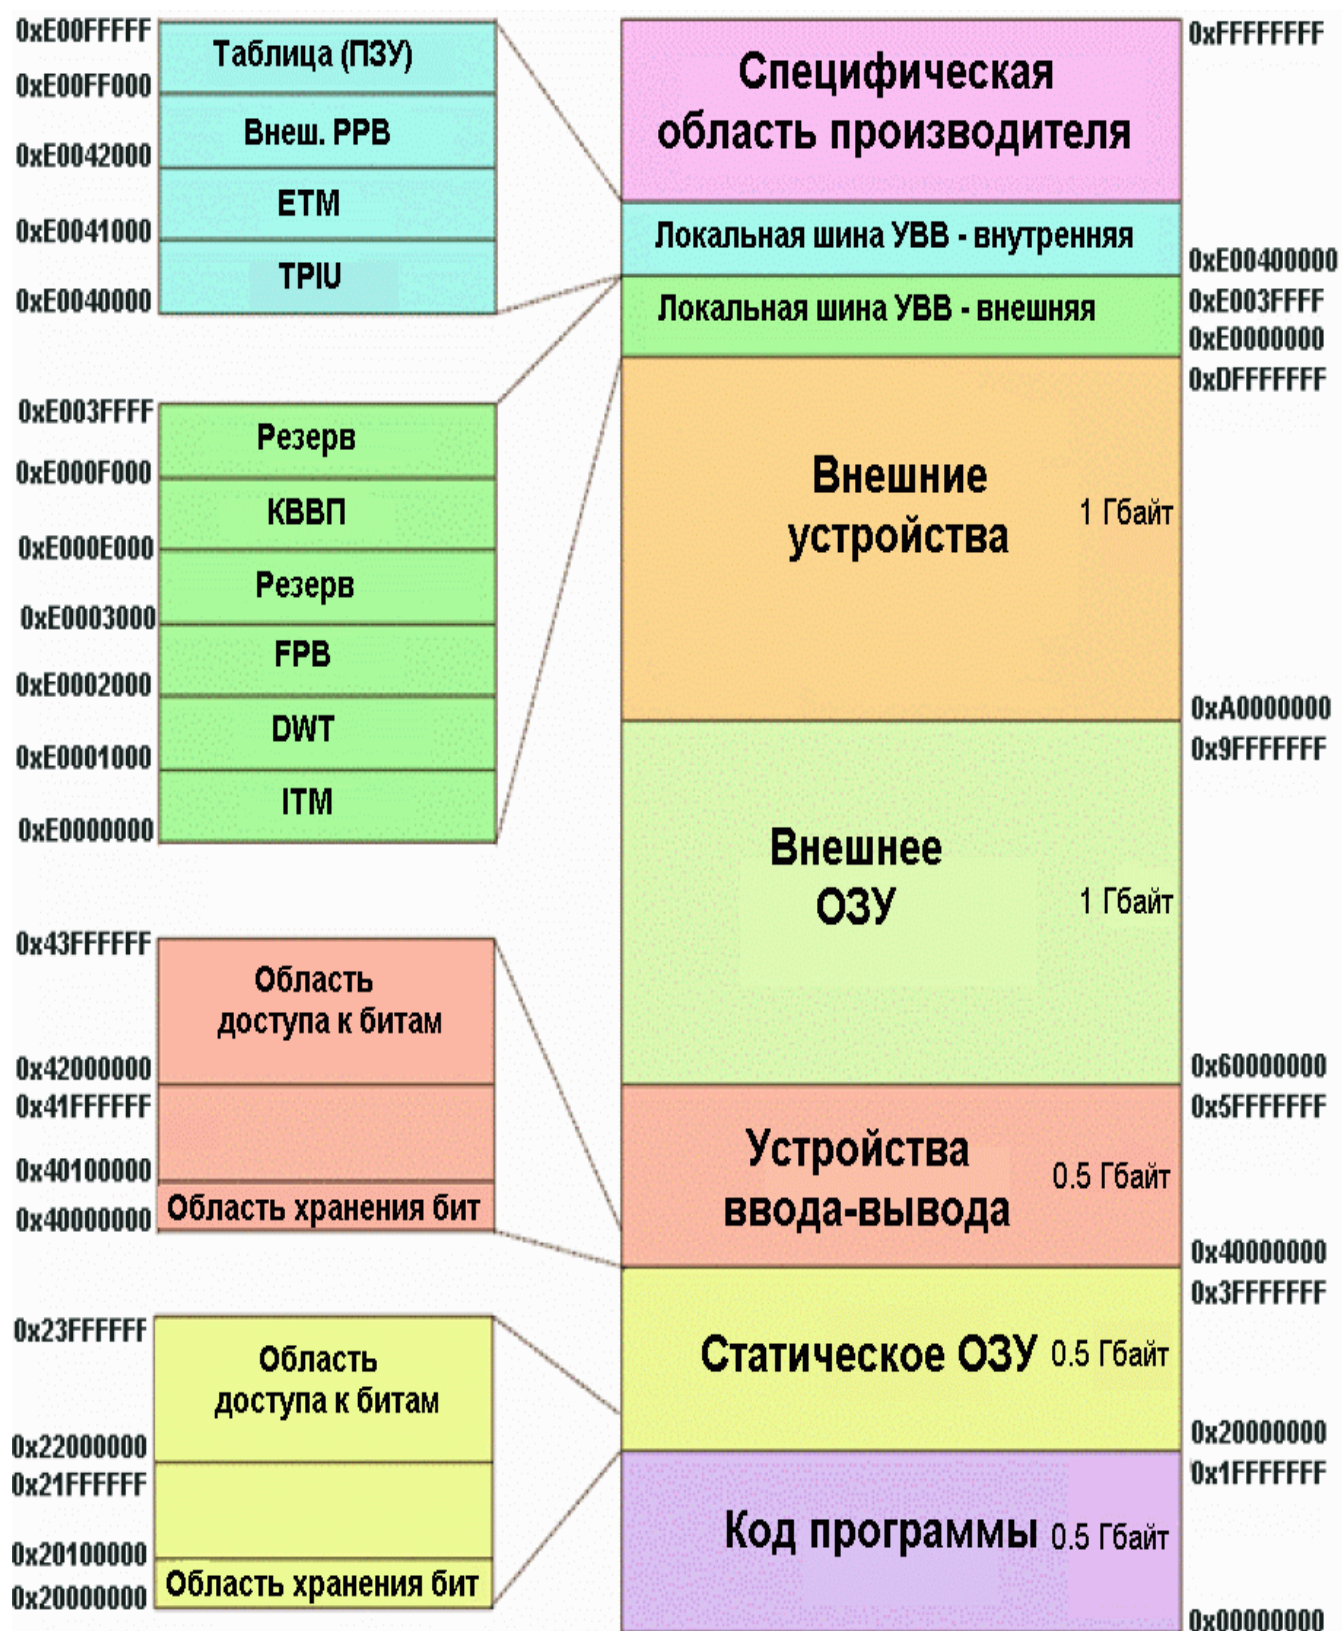 0xE00FFFFF
Таблица (ПЗУ)
0xE00FF000
Внеш. PPB
0xE0042000
ETM
0xE0041000
TPIU
0xE0040000
0xE003FFFF
Резерв
0xE000F000
КВВП
0xE000E000
Резерв
0xE0003000
FPB
0xE0002000
DWT
0xE0001000
ITM
0xE0000000
0x43FFFFFF
Область
доступа к битам
0x42000000
0x41FFFFFF
0x40100000
Область хранения бит
0x40000000
0x23FFFFFF
Область
доступа к битам
0x22000000
0x21FFFFFF
0x20100000
Область хранения бит
0x20000000
0xFFFFFFFF
Специфическая
область производителя
Локальная шина УВВ - внутренняя
0xE00400000
0xE003FFFF
Локальная шина УВВ - внешняя
0xE0000000
0xDFFFFFFF
Внешние
устройства
1 Гбайт
0xA0000000
0x9FFFFFFF
Внешнее
ОЗУ
1 Гбайт
0x60000000
0x5FFFFFFF
Устройства
ввода-вывода
0.5 Гбайт
0x40000000
0x3FFFFFFF
Статическое ОЗУ 0.5 Гбайт
0x20000000
0x1FFFFFFF
Код программы 0.5 Гбайт
0x00000000